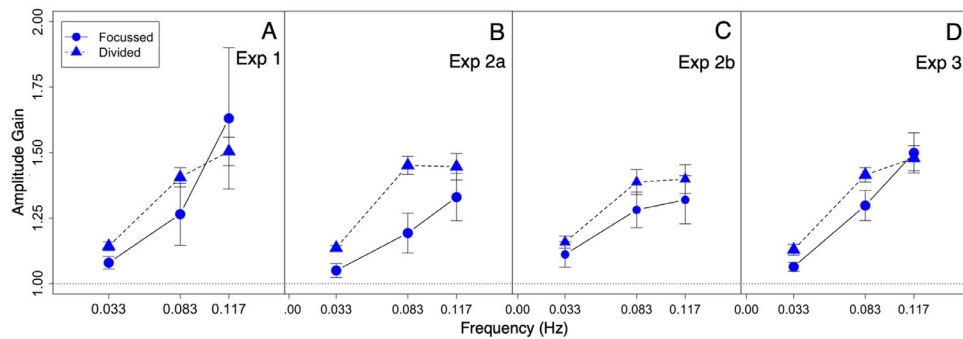 A
B
C
D
Exp 1
Exp 2a
Exp 2b
Exp 3
Focussed
Divided
Amplitude Gain
2.00
1.75
1.50
1.25
1.00
0.033 0.083 0.117 .00 0.033 0.083 0.117 0.00 0.033 0.083 0.117 0.00 0.033 0.083 0.117
Frequency (Hz)